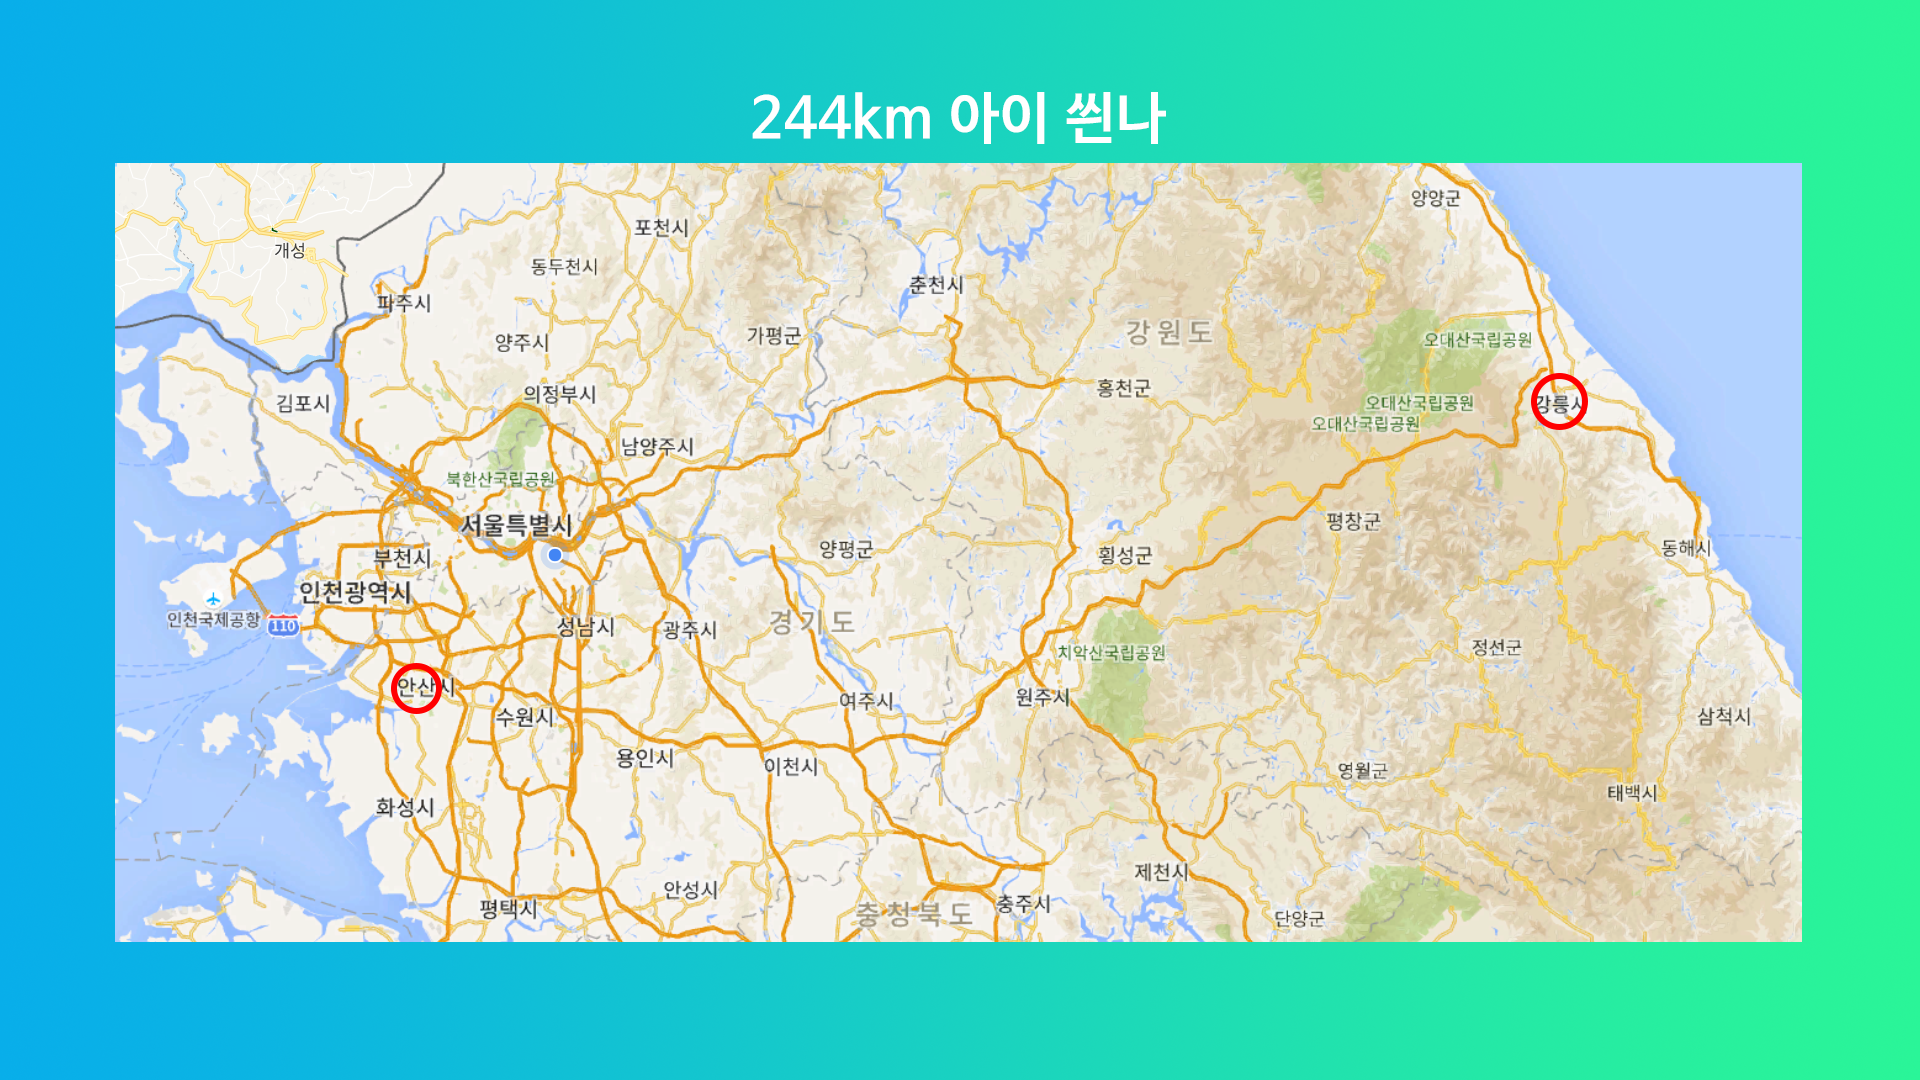 244km 아이 씐나
양양군
포천시
개성
동두천시
춘천시
파주시
강원도
가평군
양주시
오대산국립공원
홍천군
의정부시
김포시
오대산국립공원
강릉시
오대산국립공원
남양주시
북한산국립공원
서울특별시
평창군
부천시
양평군
횡성군
동해시
인천광역시
인천국제공항
110
성남시
광주시
경기도
정선군
치악산국립공원
안산시
수원시
여주시
원주시
삼척시
용인시
이천시
영월군
태백시
화성시
제천시
안성시
평택시
충청북도
충주시
단양군